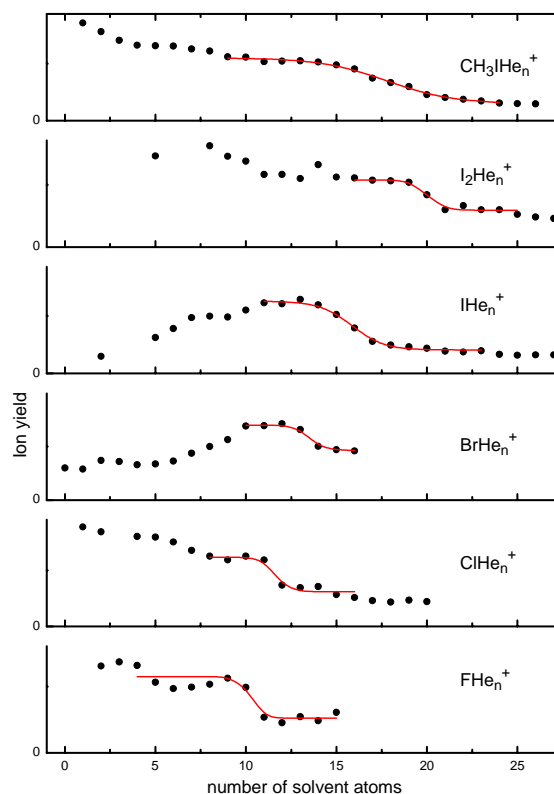 CH₃IHeₙ⁺
0
I₂Heₙ⁺
0
IHeₙ⁺
0
Ion yield
BrHeₙ⁺
0
ClHeₙ⁺
0
FHeₙ⁺
0
0 5 10 15 20 25
number of solvent atoms